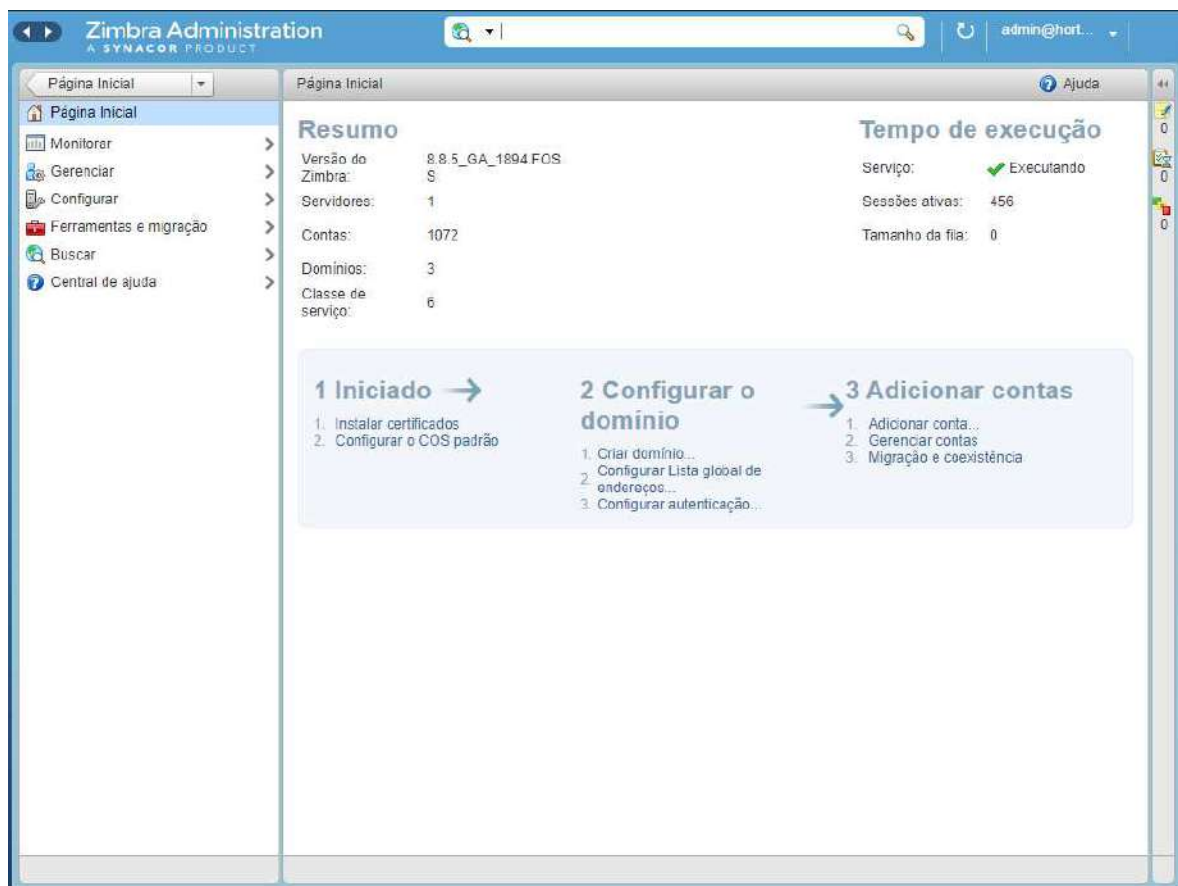 Zimbra Administration
A SYNACOR PRODUCT
admin@hort...
Página Inicial
Página Inicial
Monitorar
Gerenciar
Configurar
Ferramentas e migração
Buscar
Central de ajuda
Página Inicial
Ajuda
Resumo
Versão do Zimbra:
8.8.5_GA_1894.FOS
S
Servidores: 1
Contas: 1072
Domínios: 3
Classe de serviço: 6
Tempo de execução
Serviço: Executando
Sessões ativas: 456
Tamanho da fila: 0
1 Iniciado
1. Instalar certificados
2. Configurar o COS padrão
2 Configurar o
domínio
1. Criar domínio...
2. Configurar Lista global de
endereços...
3. Configurar autenticação...
3 Adicionar contas
1. Adicionar conta...
2. Gerenciar contas
3. Migração e coexistência
0
0
0